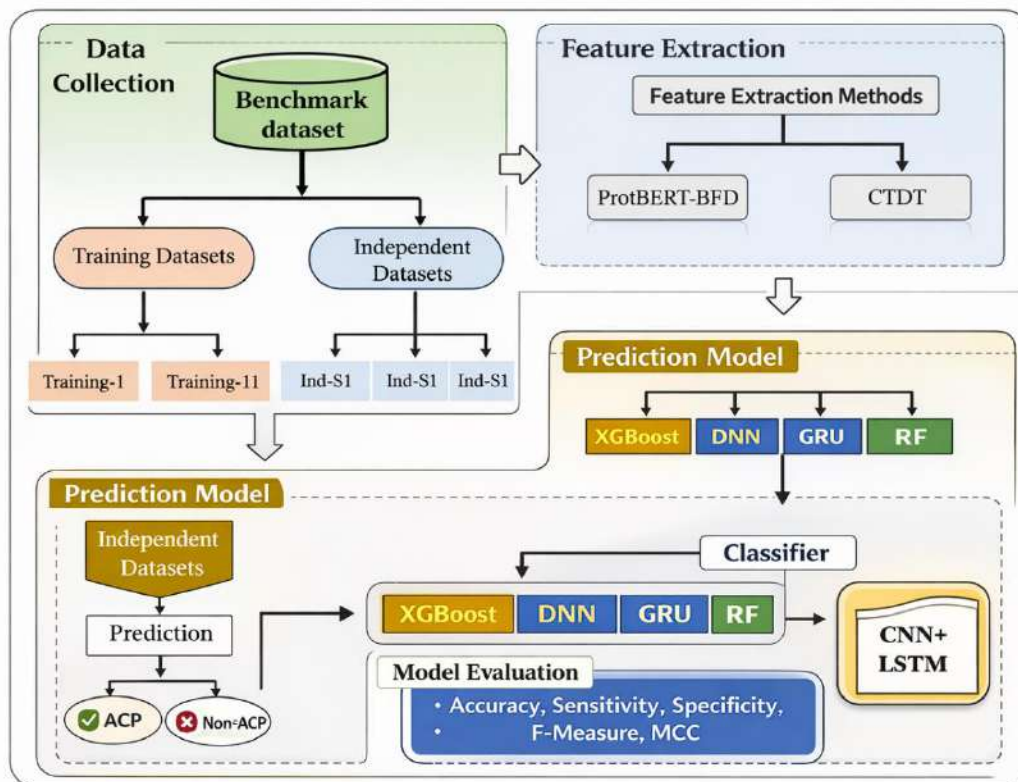 Data
Collection
Benchmark
dataset
Training Datasets
Independent
Datasets
Training-1
Training-11
Ind-S1
Ind-S1
Ind-S1
Feature Extraction
Feature Extraction Methods
ProtBERT-BFD
CTDT
Prediction Model
XGBoost
DNN
GRU
RF
Prediction Model
Independent
Datasets
Prediction
ACP
Non-ACP
Classifier
XGBoost
DNN
GRU
RF
CNN+
LSTM
Model Evaluation
• Accuracy, Sensitivity, Specificity,
• F-Measure, MCC